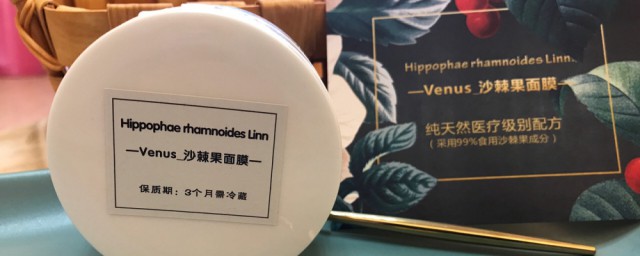 Hippophae rhamnoides Linn
—Venus_沙棘果面膜—
保质期：3个月需冷藏
Hippophae rhamnoides Linn.
—Venus_沙棘果面膜—
纯天然医疗级别配方
（采用99%食用沙棘果成分）